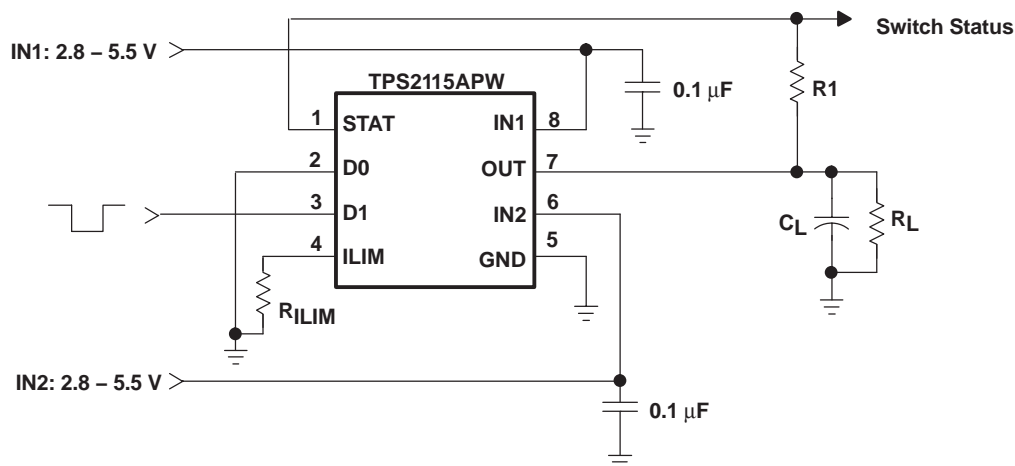 Switch Status
IN1: 2.8 – 5.5 V
TPS2115APW
0.1 μF
R1
1 STAT IN1 8
2 D0 OUT 7
3 D1 IN2 6
4 ILIM GND 5
CL
RL
RILIM
IN2: 2.8 – 5.5 V
0.1 μF